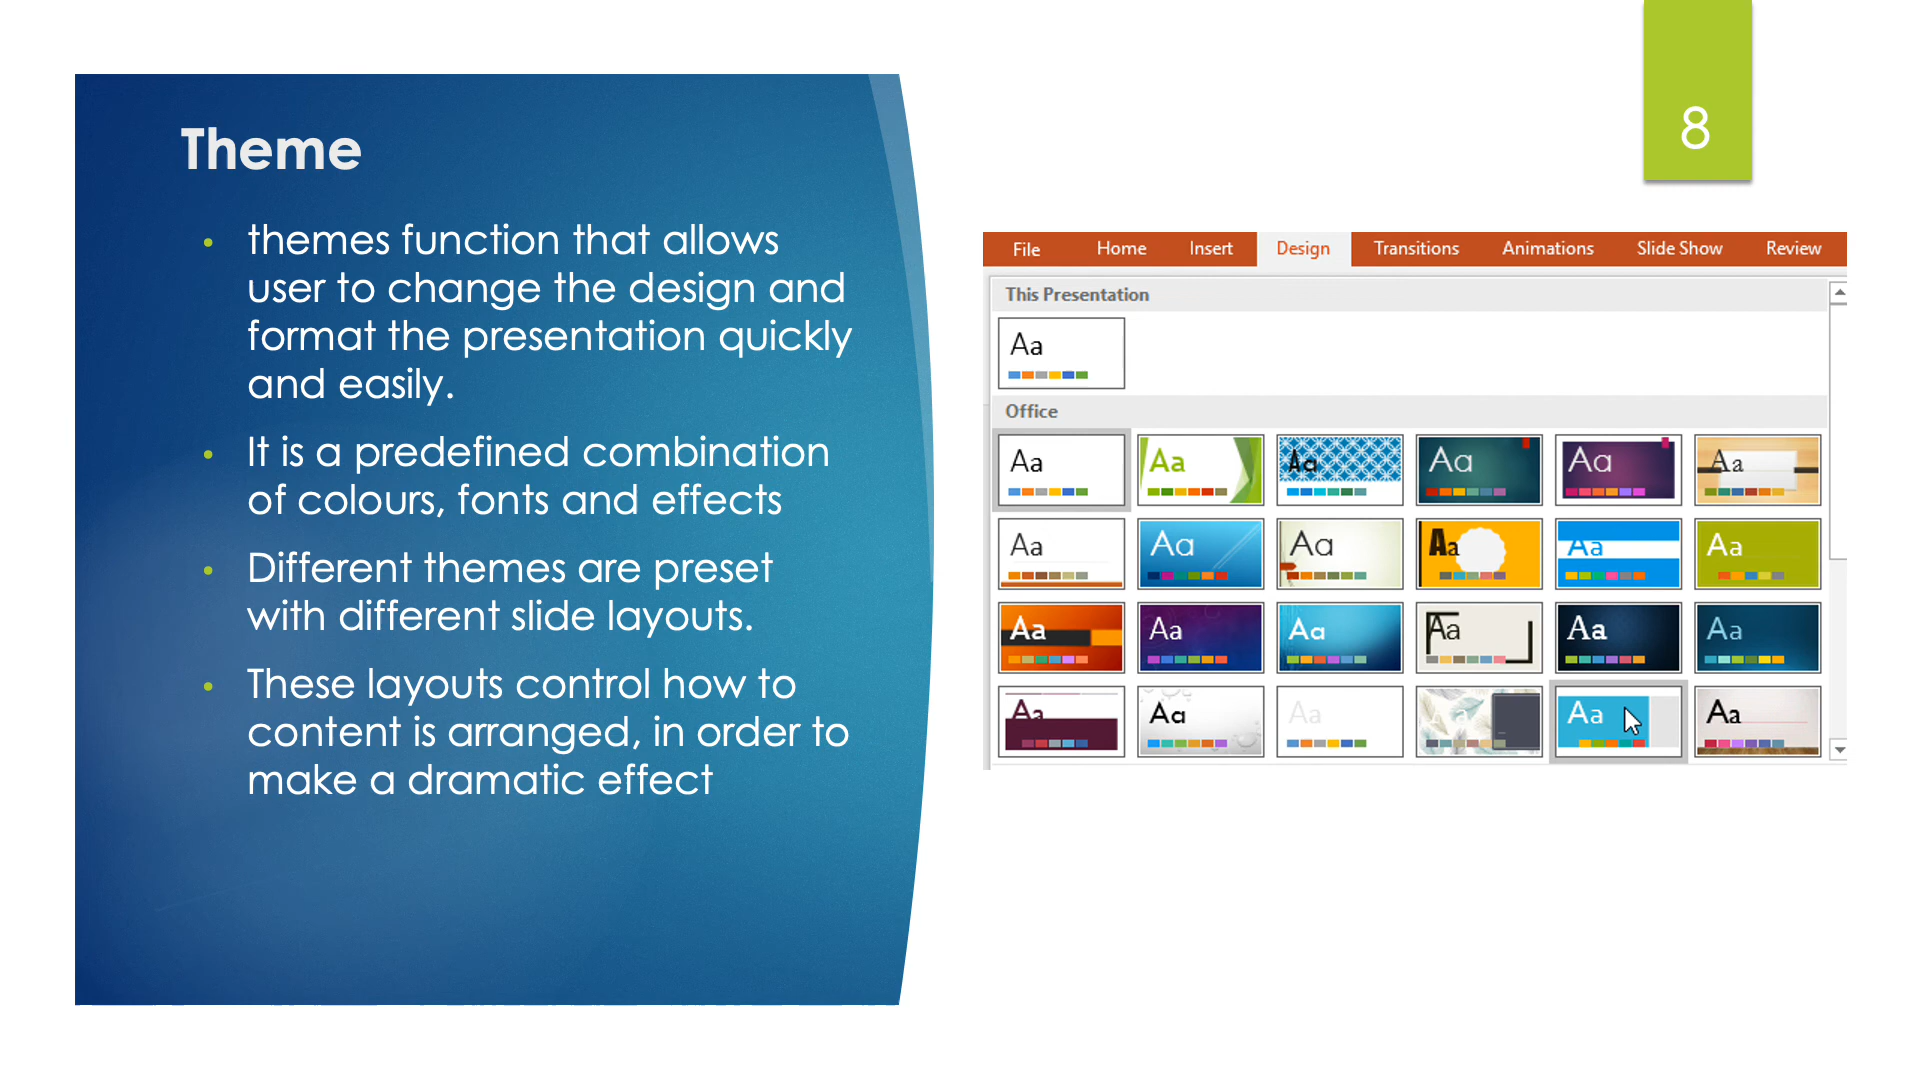 Theme
• themes function that allows
user to change the design and
format the presentation quickly
and easily.
• It is a predefined combination
of colours, fonts and effects
• Different themes are preset
with different slide layouts.
• These layouts control how to
content is arranged, in order to
make a dramatic effect
8
File Home Insert Design Transitions Animations Slide Show Review
This Presentation
Aa
Office
Aa Aa Aa Aa Aa Aa
Aa Aa Aa Aa Aa Aa
Aa Aa Aa Aa Aa Aa
Aa Aa Aa Aa Aa Aa